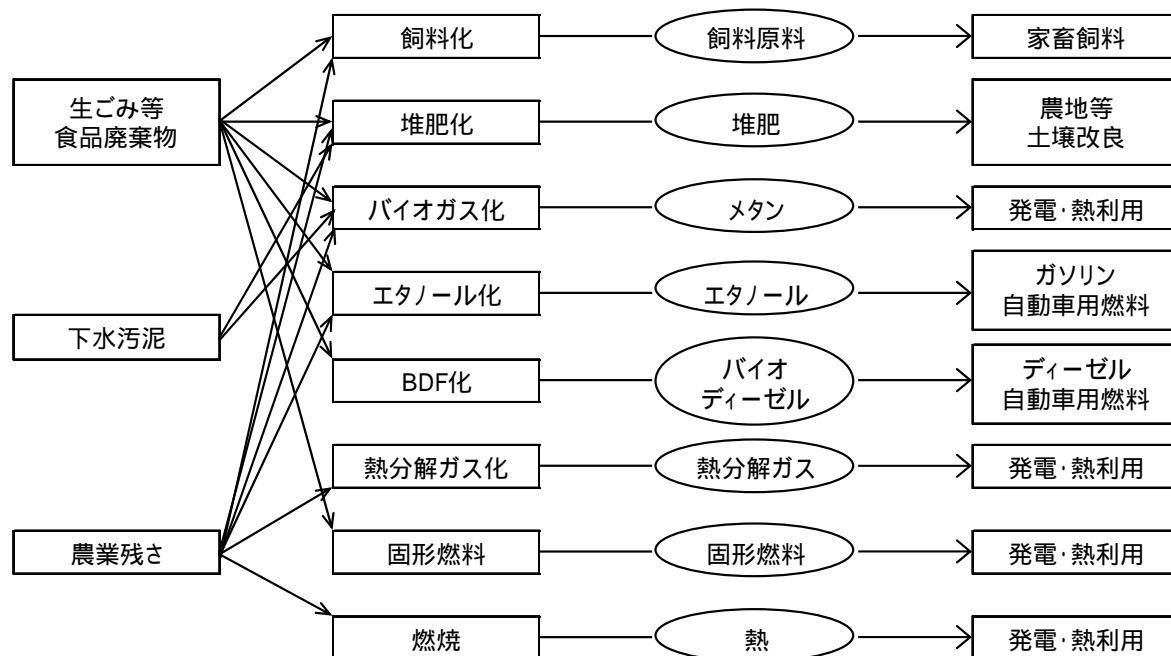 飼料化
飼料原料
家畜飼料
生ごみ等
食品廃棄物
堆肥化
堆肥
農地等
土壌改良
バイオガス化
メタン
発電・熱利用
エタノール化
エタノール
ガソリン
自動車用燃料
下水汚泥
BDF化
バイオ
ディーゼル
ディーゼル
自動車用燃料
熱分解ガス化
熱分解ガス
発電・熱利用
農業残さ
固形燃料
固形燃料
発電・熱利用
燃焼
熱
発電・熱利用